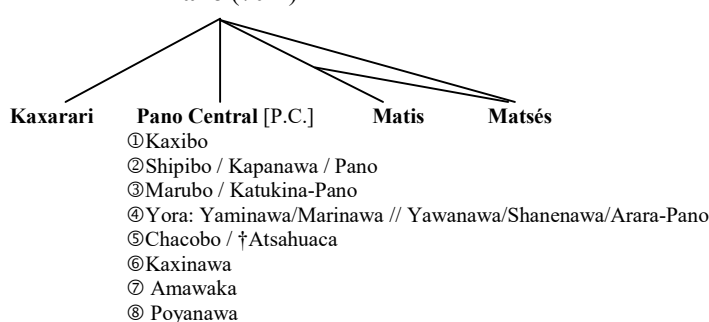 Kaxarari Pano Central [P.C.] Matis Matsés
①Kaxibo
②Shipibo / Kapanawa / Pano
③Marubo / Katukina-Pano
④Yora: Yaminawa/Marinawa // Yawanawa/Shanenawa/Arara-Pano
⑤Chacobo / †Atsahuaca
⑥Kaxinawa
⑦ Amawaka
⑧ Poyanawa